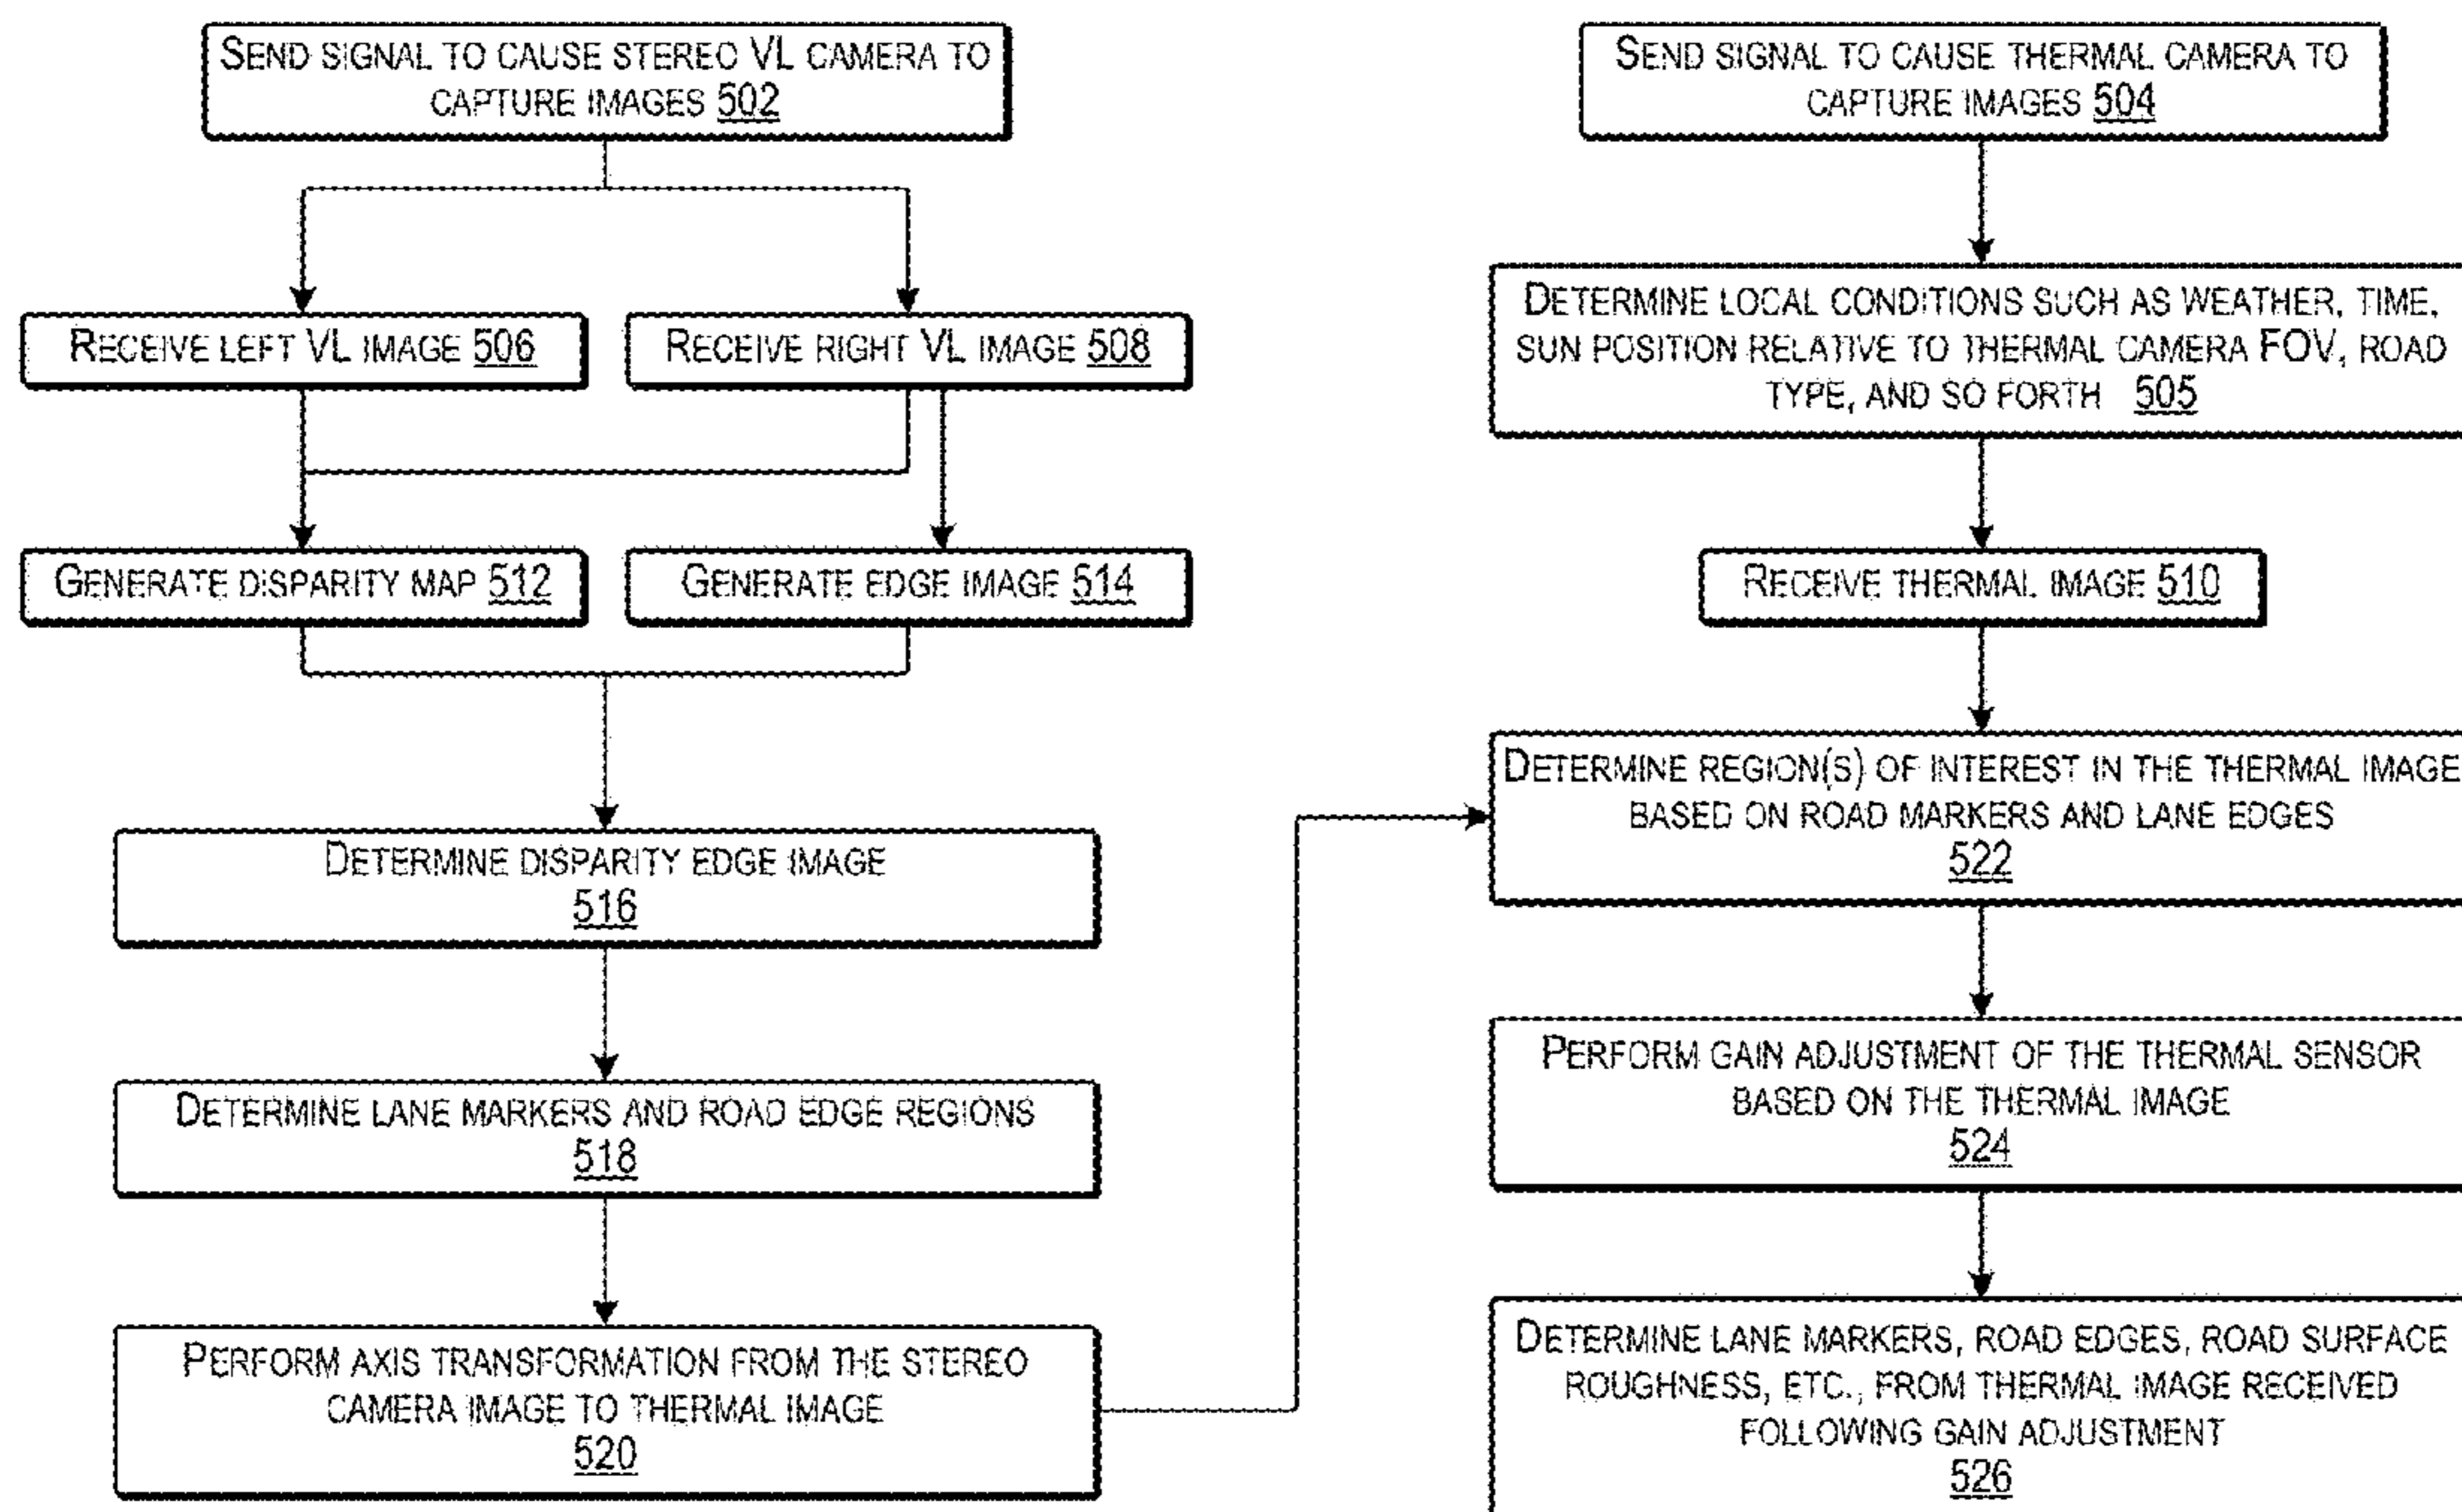 SEND SIGNAL TO CAUSE STEREO VL CAMERA TO
CAPTURE IMAGES 502
SEND SIGNAL TO CAUSE THERMAL CAMERA TO
CAPTURE IMAGES 504
DETERMINE LOCAL CONDITIONS SUCH AS WEATHER, TIME,
SUN POSITION RELATIVE TO THERMAL CAMERA FOV, ROAD
TYPE, AND SO FORTH 505
RECEIVE LEFT VL IMAGE 506
RECEIVE RIGHT VL IMAGE 508
GENERATE DISPARITY MAP 512
GENERATE EDGE IMAGE 514
RECEIVE THERMAL IMAGE 510
DETERMINE REGION(S) OF INTEREST IN THE THERMAL IMAGE
BASED ON ROAD MARKERS AND LANE EDGES
522
DETERMINE DISPARITY EDGE IMAGE
516
PERFORM GAIN ADJUSTMENT OF THE THERMAL SENSOR
BASED ON THE THERMAL IMAGE
524
DETERMINE LANE MARKERS AND ROAD EDGE REGIONS
518
PERFORM AXIS TRANSFORMATION FROM THE STEREO
CAMERA IMAGE TO THERMAL IMAGE
520
DETERMINE LANE MARKERS, ROAD EDGES, ROAD SURFACE
ROUGHNESS, ETC., FROM THERMAL IMAGE RECEIVED
FOLLOWING GAIN ADJUSTMENT
526